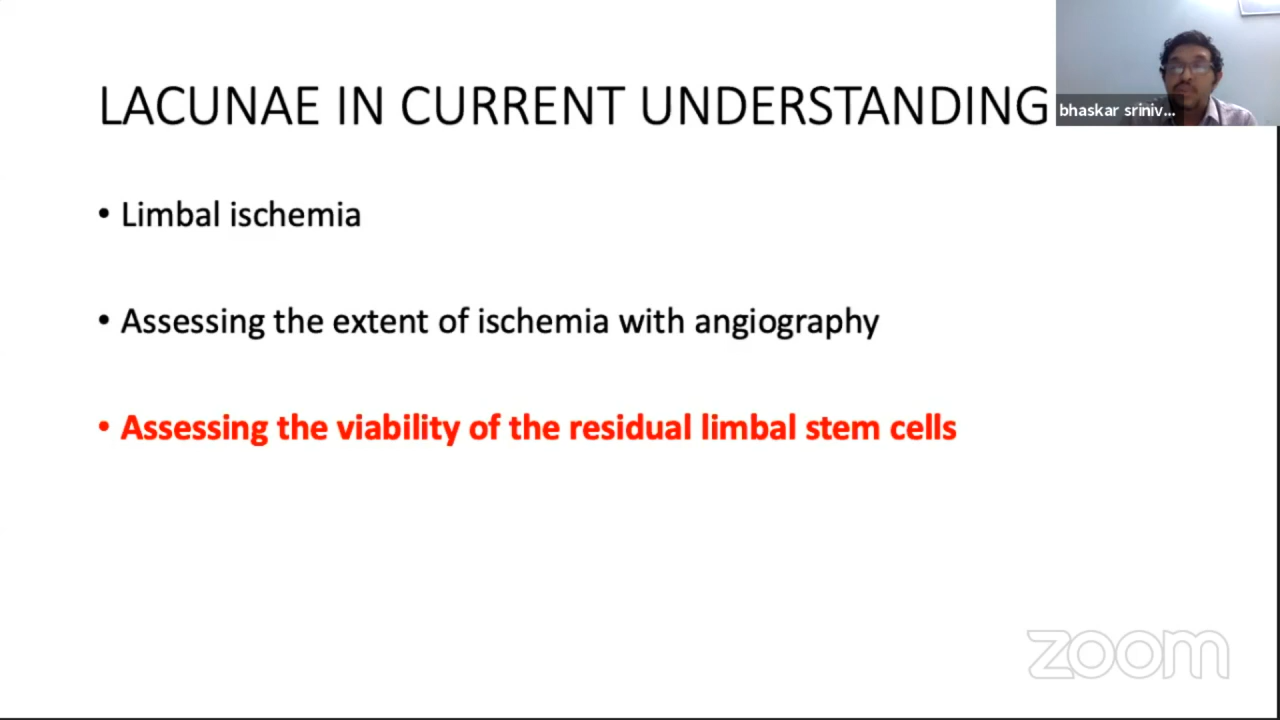 LACUNAE IN CURRENT UNDERSTANDING
bhaskar sriniv...
• Limbal ischemia
• Assessing the extent of ischemia with angiography
• Assessing the viability of the residual limbal stem cells
zoom